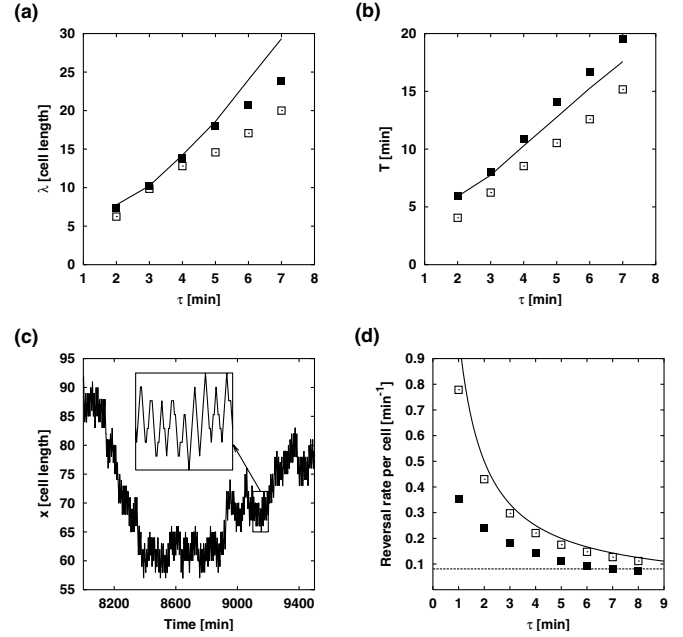 (a)
30
25
20
15
10
5
0
λ [cell length]
1 2 3 4 5 6 7 8
τ [min]
(b)
20
15
10
5
0
T [min]
1 2 3 4 5 6 7 8
τ [min]
(c)
95
90
85
80
75
70
65
60
55
x [cell length]
8200 8600 9000 9400
Time [min]
(d)
0.9
0.8
0.7
0.6
0.5
0.4
0.3
0.2
0.1
Reversal rate per cell [min⁻¹]
0 1 2 3 4 5 6 7 8 9
τ [min]